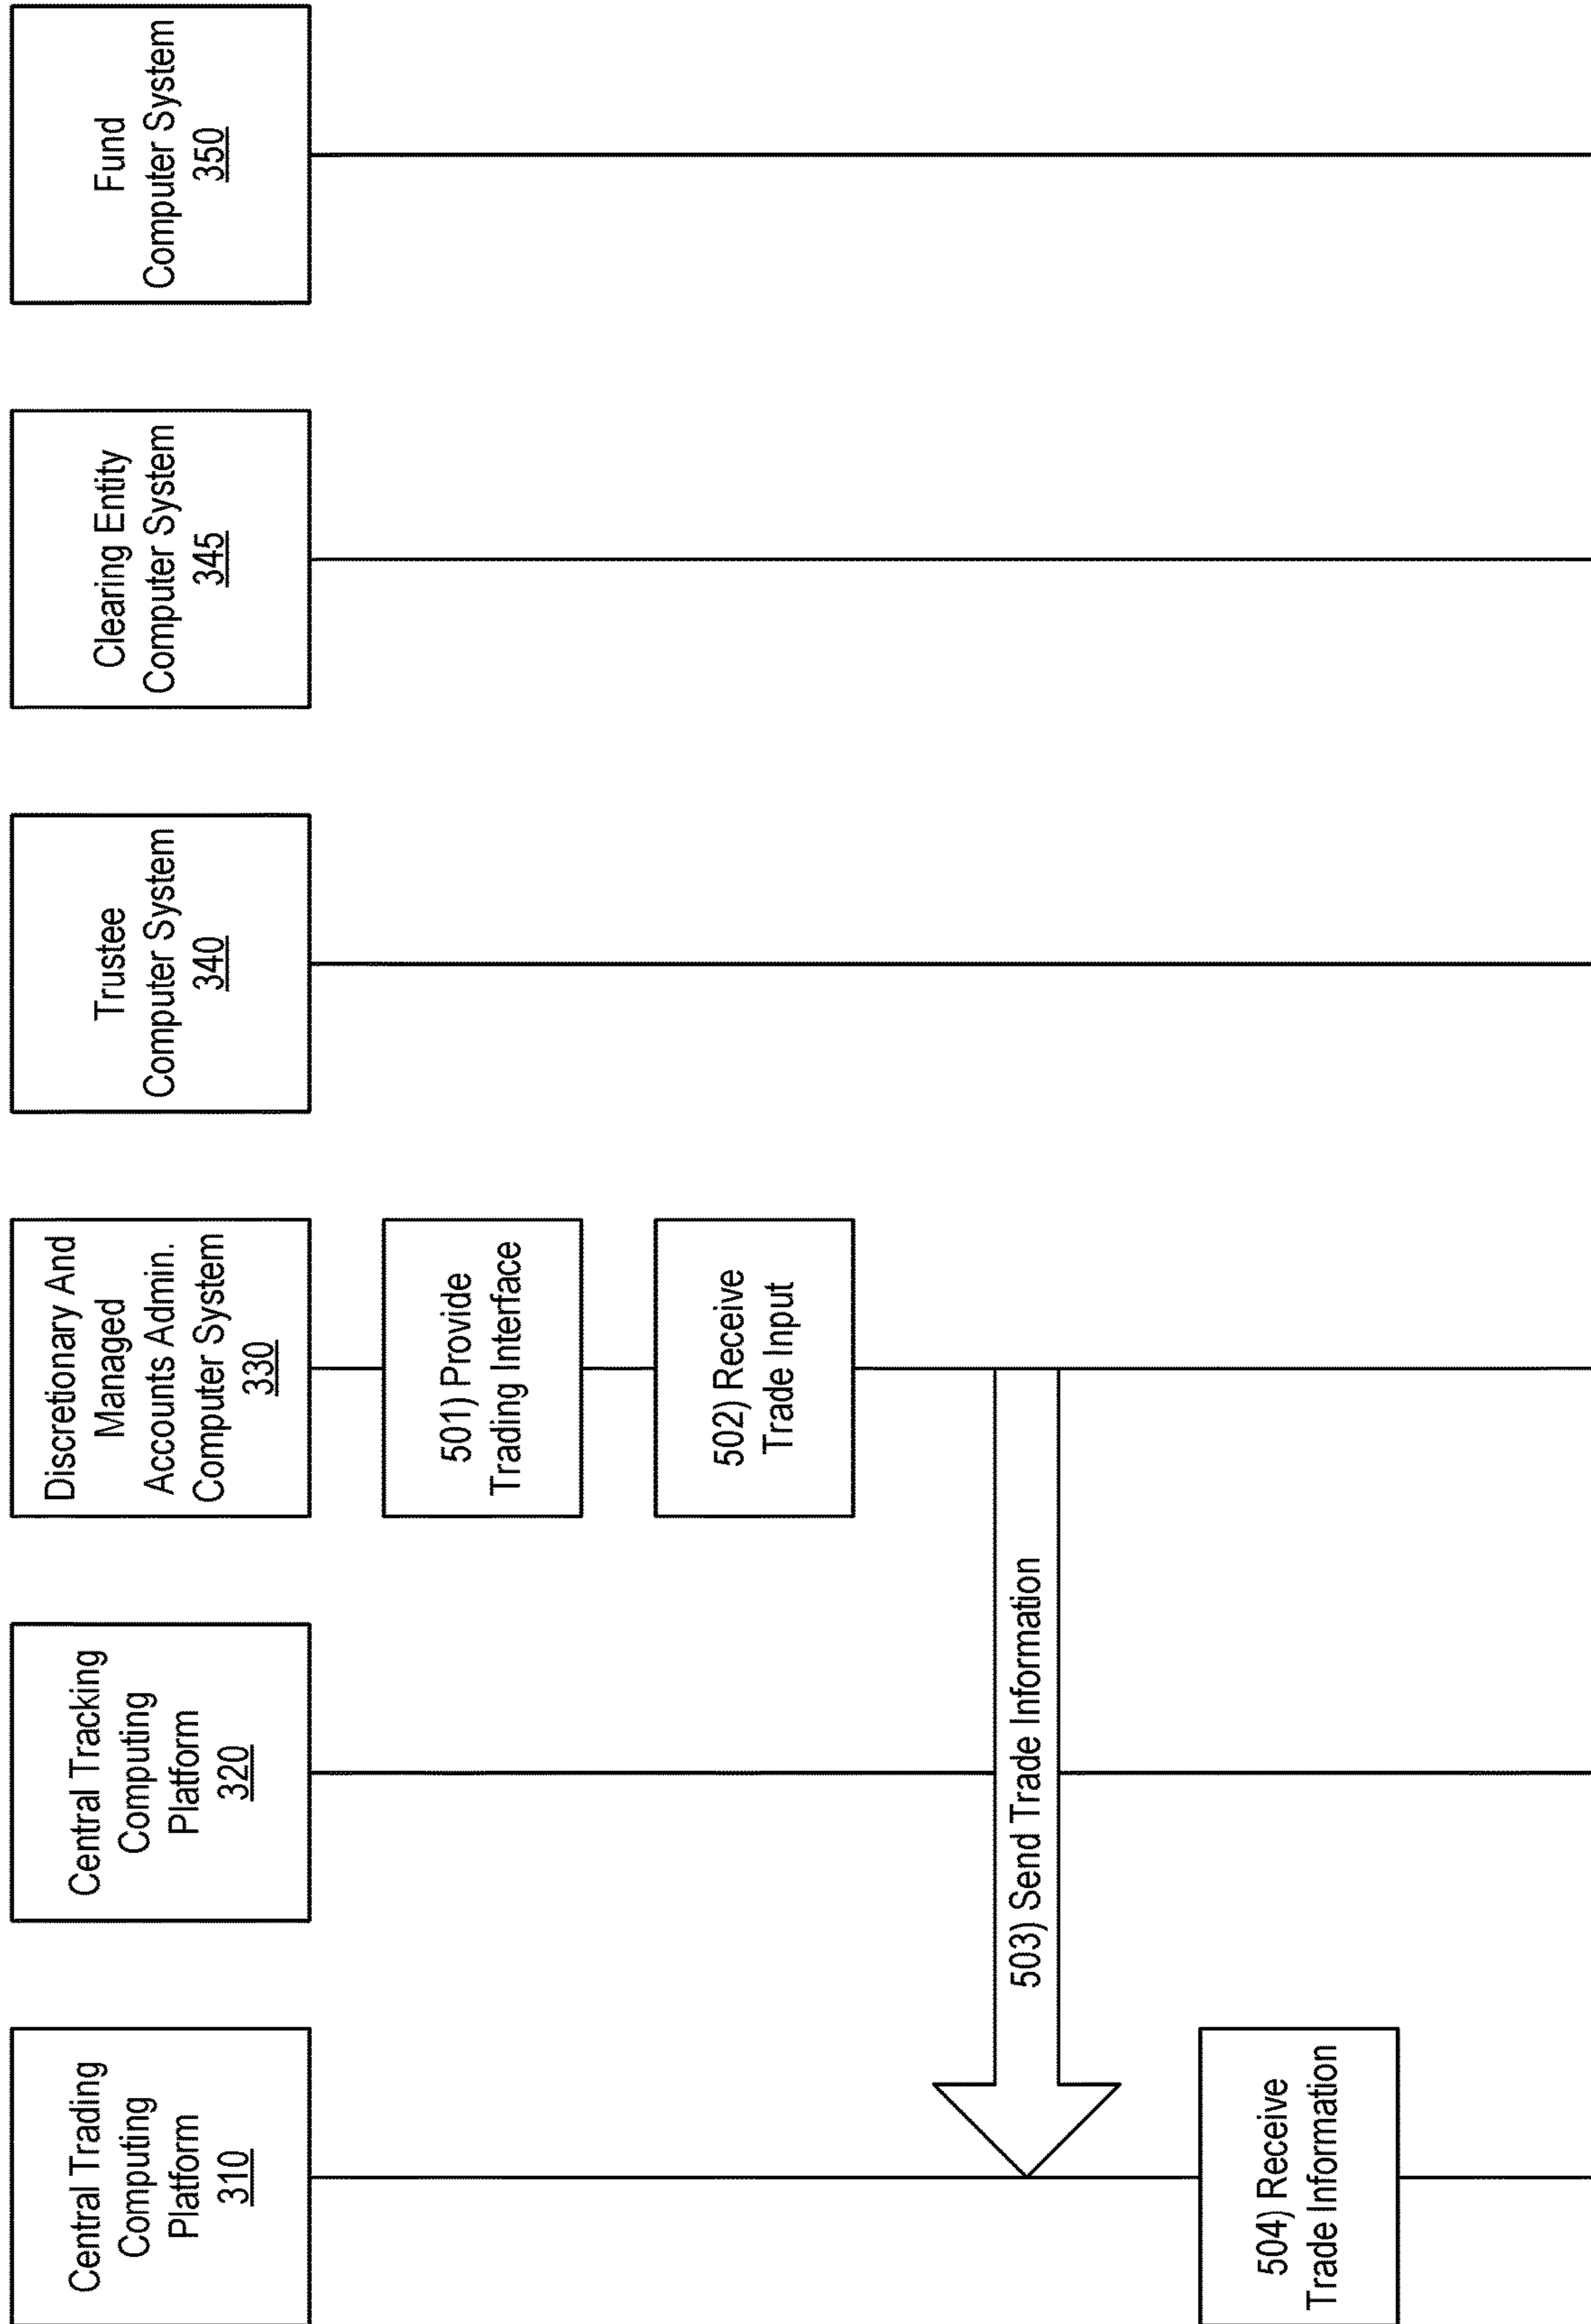 Central Trading
Computing
Platform
310
Central Tracking
Computing
Platform
320
Discretionary And
Managed
Accounts Admin.
Computer System
330
Trustee
Computer System
340
Clearing Entity
Computer System
345
Fund
Computer System
350
501) Provide
Trading Interface
502) Receive
Trade Input
503) Send Trade Information
504) Receive
Trade Information